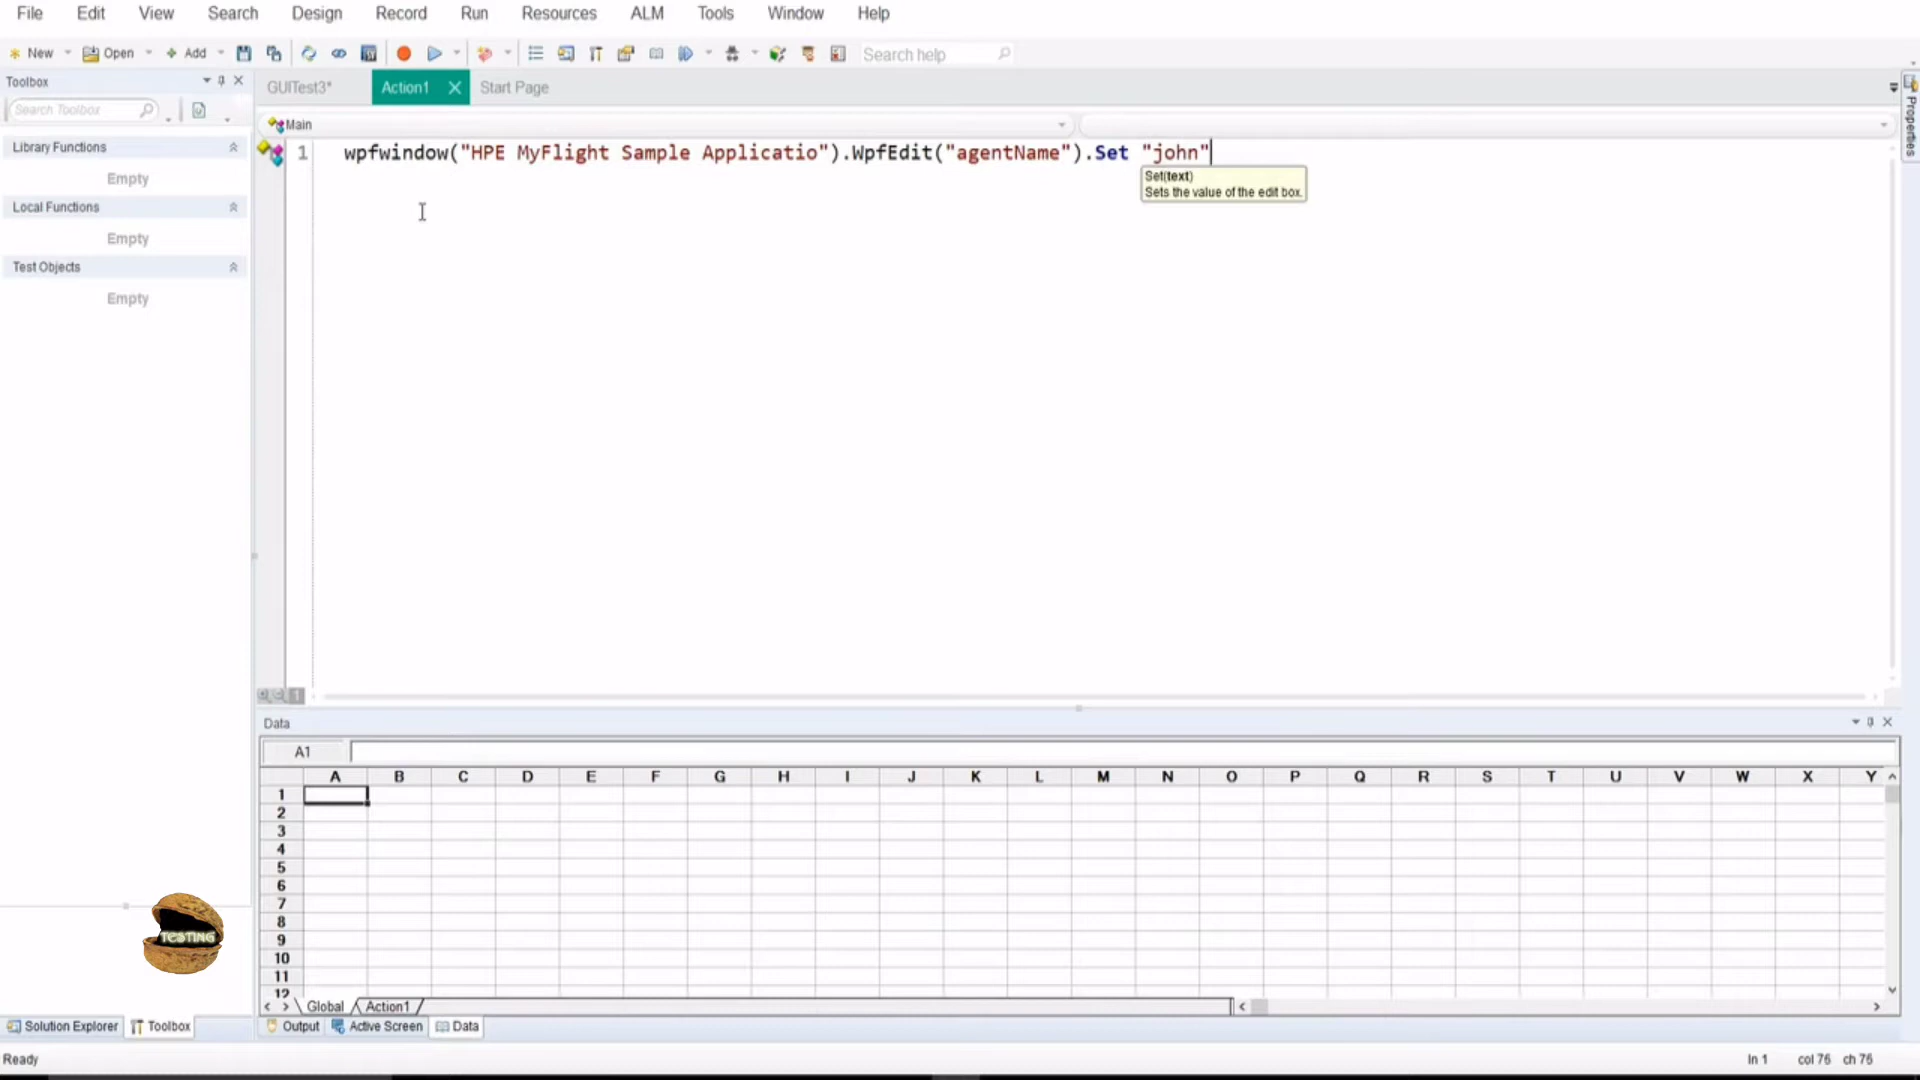 File Edit View Search Design Record Run Resources ALM Tools Window Help
New Open Add Search help
Toolbox
GUITest3* Action1 Start Page
Search Toolbox
Main
Library Functions
Empty
Local Functions
Empty
Test Objects
Empty
1 wpfwindow("HPE MyFlight Sample Applicatio").WpfEdit("agentName").Set "john"
Set(text)
Sets the value of the edit box.
Properties
1
Data
A1
A B C D E F G H I J K L M N O P Q R S T U V W X Y
1
2
3
4
5
6
7
8
9
10
11
12
TESTING
Global Action1
Solution Explorer Toolbox Output Active Screen Data
Ready ln 1 col 76 ch 76